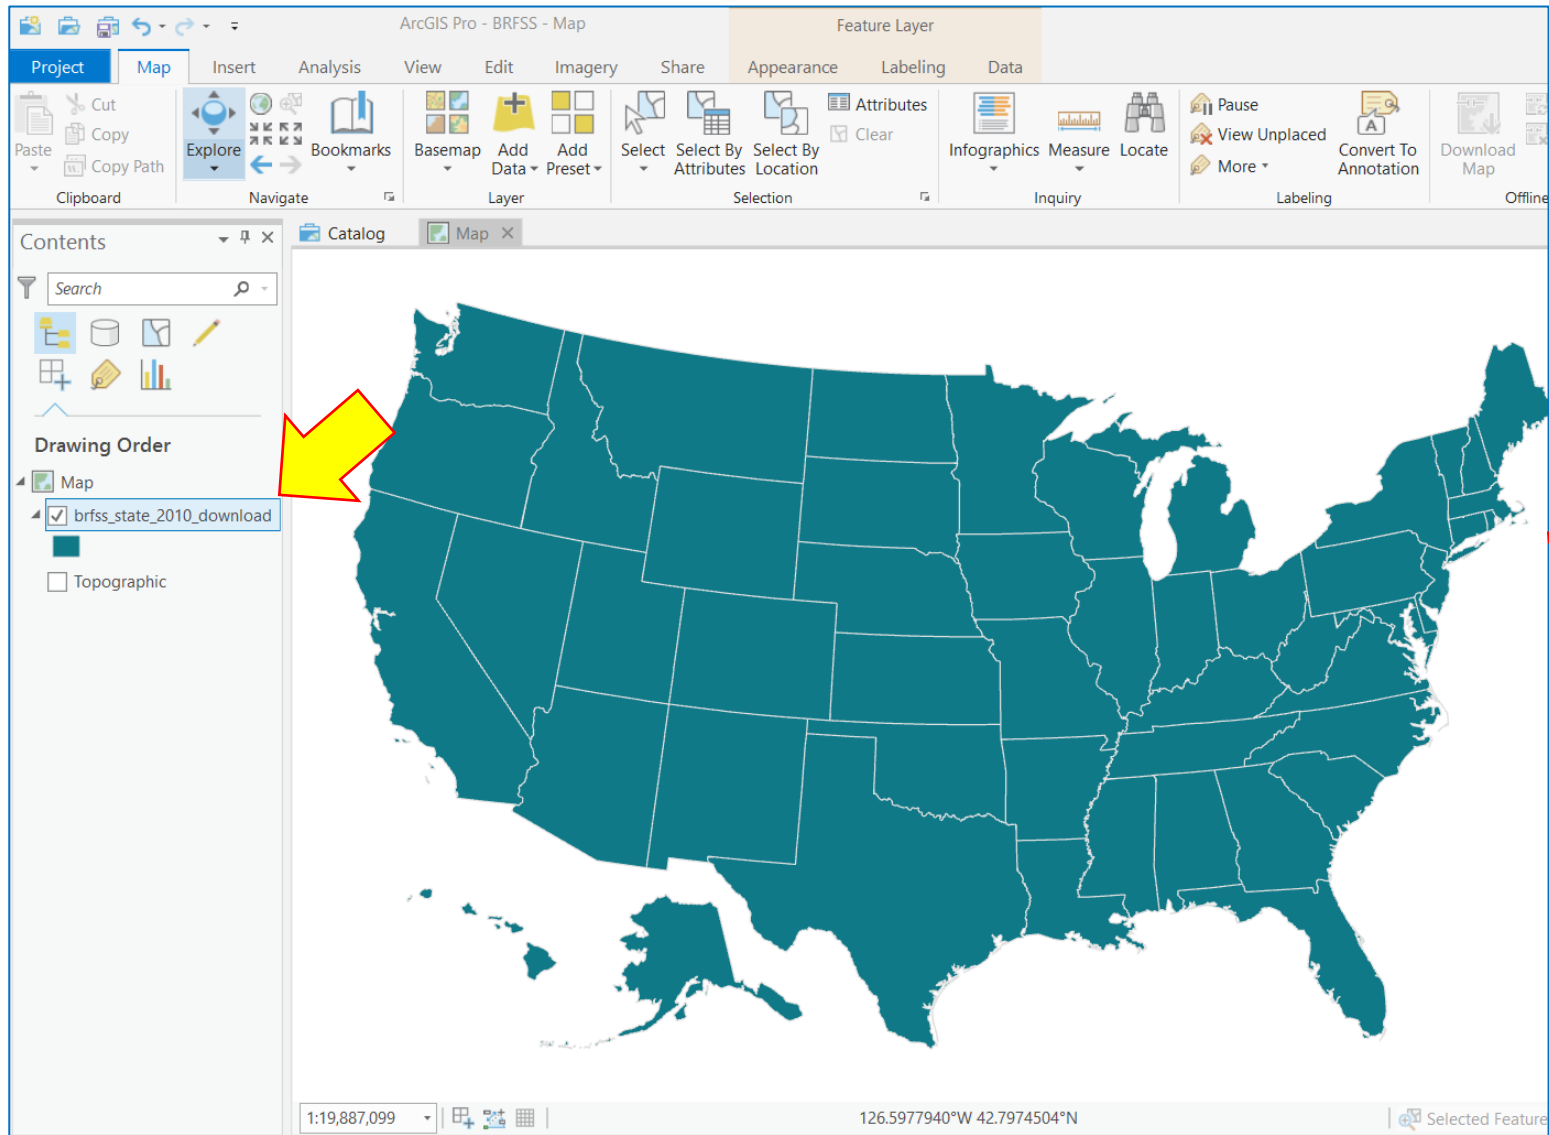 ArcGIS Pro - BRFSS - Map
Feature Layer
Project Map Insert Analysis View Edit Imagery Share Appearance Labeling Data
Paste
Cut
Copy
Copy Path
Clipboard
Explore
Bookmarks
Navigate
Basemap
Add
Data
Add
Preset
Layer
Select
Select By
Attributes
Select By
Location
Attributes
Clear
Selection
Infographics
Measure
Locate
Inquiry
Pause
View Unplaced
More
Convert To
Annotation
Labeling
Download
Map
Offline
Contents
Search
Drawing Order
Map
brfss_state_2010_download
Topographic
Catalog
Map
1:19,887,099
126.5977940°W 42.7974504°N
Selected Feature